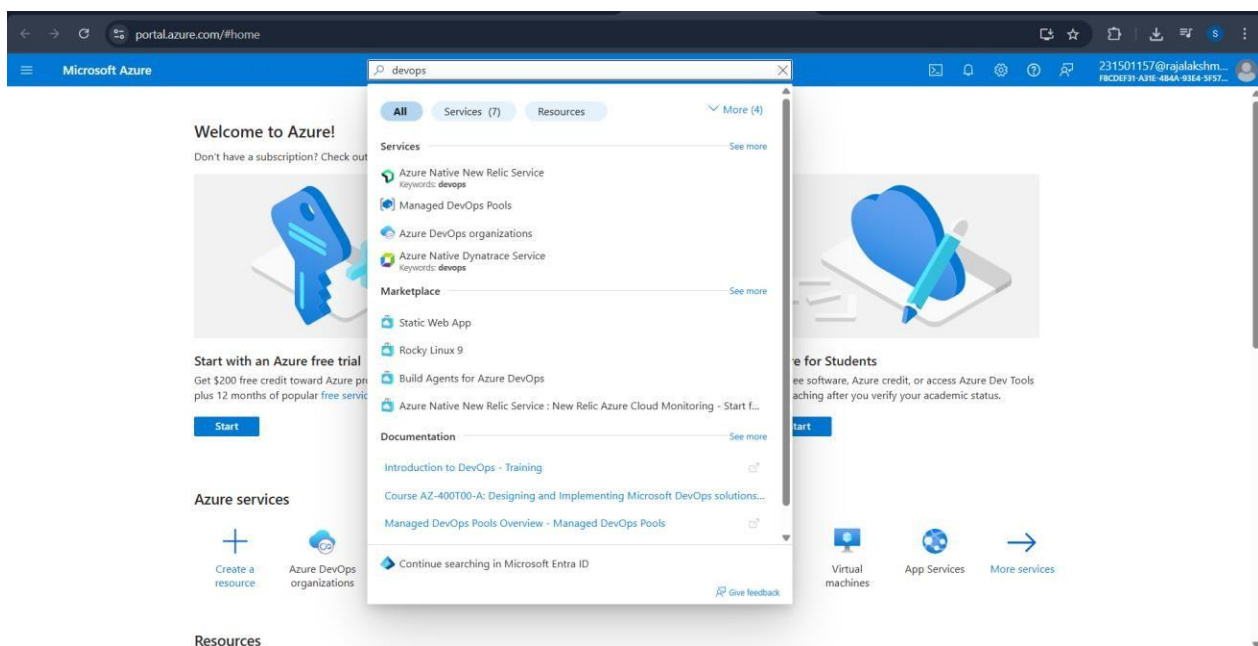 portal.azure.com/#home
S
Microsoft Azure
devops
231501157@rajalakshm...
FBCDEF31-A31E-4B4A-93E4-5F57...
All
Services (7)
Resources
More (4)
Welcome to Azure!
Don't have a subscription? Check out
Services
See more
Azure Native New Relic Service
Keywords: devops
Managed DevOps Pools
Azure DevOps organizations
Azure Native Dynatrace Service
Keywords: devops
Marketplace
See more
Static Web App
Rocky Linux 9
Build Agents for Azure DevOps
Azure Native New Relic Service : New Relic Azure Cloud Monitoring - Start f...
Documentation
See more
Introduction to DevOps - Training
Course AZ-400T00-A: Designing and Implementing Microsoft DevOps solutions...
Managed DevOps Pools Overview - Managed DevOps Pools
Continue searching in Microsoft Entra ID
Give feedback
Start with an Azure free trial
Get $200 free credit toward Azure pr
plus 12 months of popular free servic
Start
e for Students
ee software, Azure credit, or access Azure Dev Tools
aching after you verify your academic status.
tart
Azure services
Create a
resource
Azure DevOps
organizations
Virtual
machines
App Services
More services
Resources